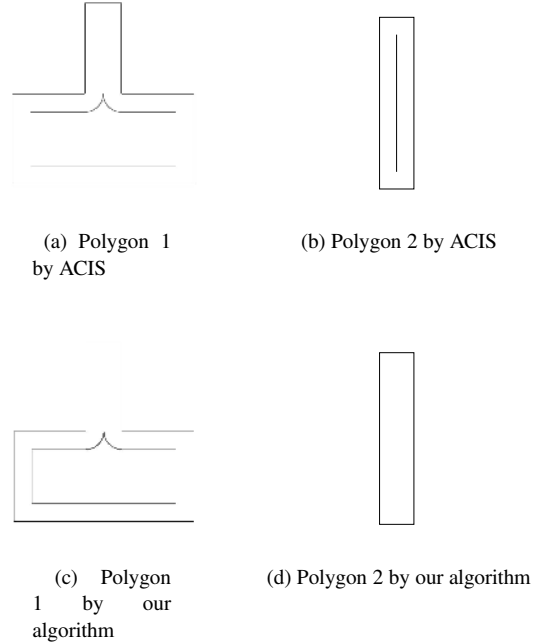 (a) Polygon 1
by ACIS
(b) Polygon 2 by ACIS
(c) Polygon
1 by our
algorithm
(d) Polygon 2 by our algorithm